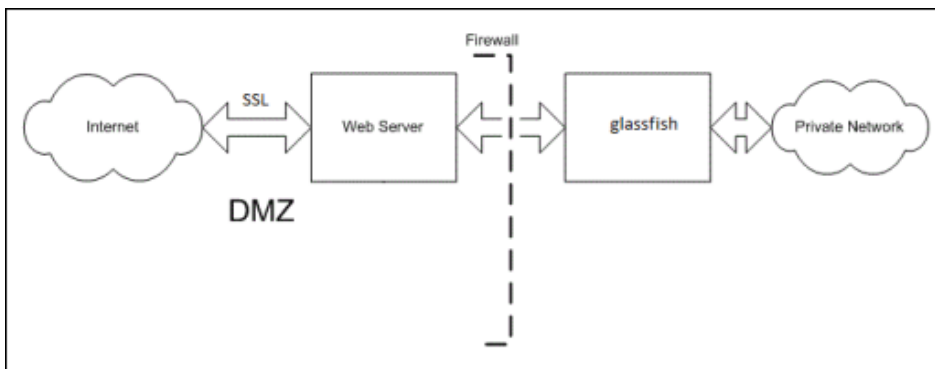 Firewall
Internet
SSL
Web Server
glassfish
Private Network
DMZ